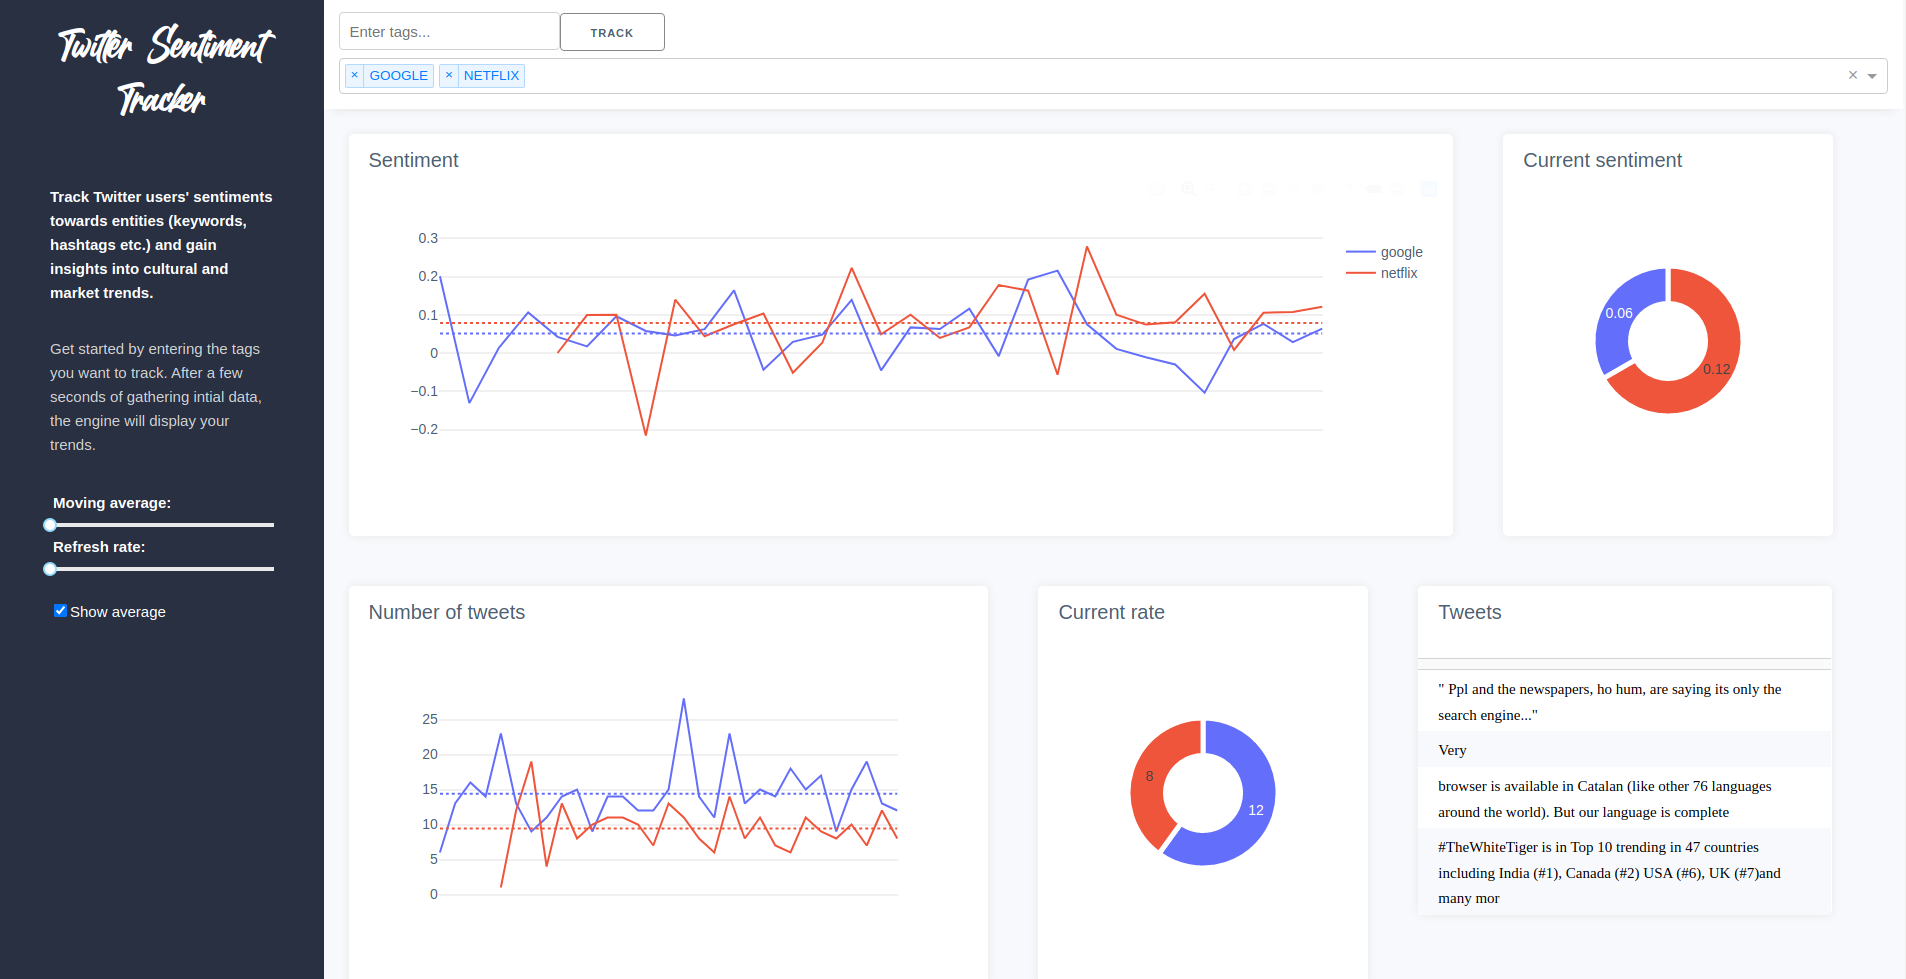 Twitter Sentiment
Tracker
Track Twitter users' sentiments
towards entities (keywords,
hashtags etc.) and gain
insights into cultural and
market trends.
Get started by entering the tags
you want to track. After a few
seconds of gathering intial data,
the engine will display your
trends.
Moving average:
Refresh rate:
Show average
Enter tags...
TRACK
× GOOGLE × NETFLIX ×
Sentiment
0.3
0.2
0.1
0
−0.1
−0.2
google
netflix
Current sentiment
0.06
0.12
Number of tweets
25
20
15
10
5
0
Current rate
8
12
Tweets
" Ppl and the newspapers, ho hum, are saying its only the
search engine..."
Very
browser is available in Catalan (like other 76 languages
around the world). But our language is complete
#TheWhiteTiger is in Top 10 trending in 47 countries
including India (#1), Canada (#2) USA (#6), UK (#7)and
many mor